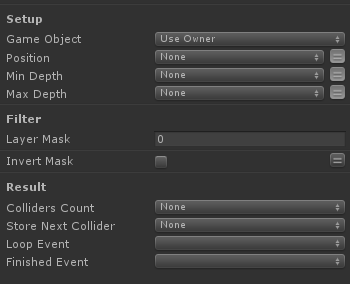 Setup
Game Object Use Owner
Position None
Min Depth None
Max Depth None
Filter
Layer Mask 0
Invert Mask
Result
Colliders Count None
Store Next Collider None
Loop Event
Finished Event